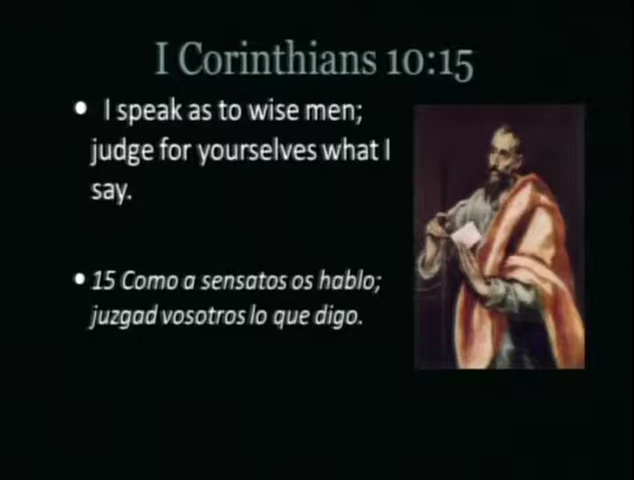 I Corinthians 10:15
• I speak as to wise men;
judge for yourselves what I
say.
• 15 Como a sensatos os hablo;
juzgad vosotros lo que digo.